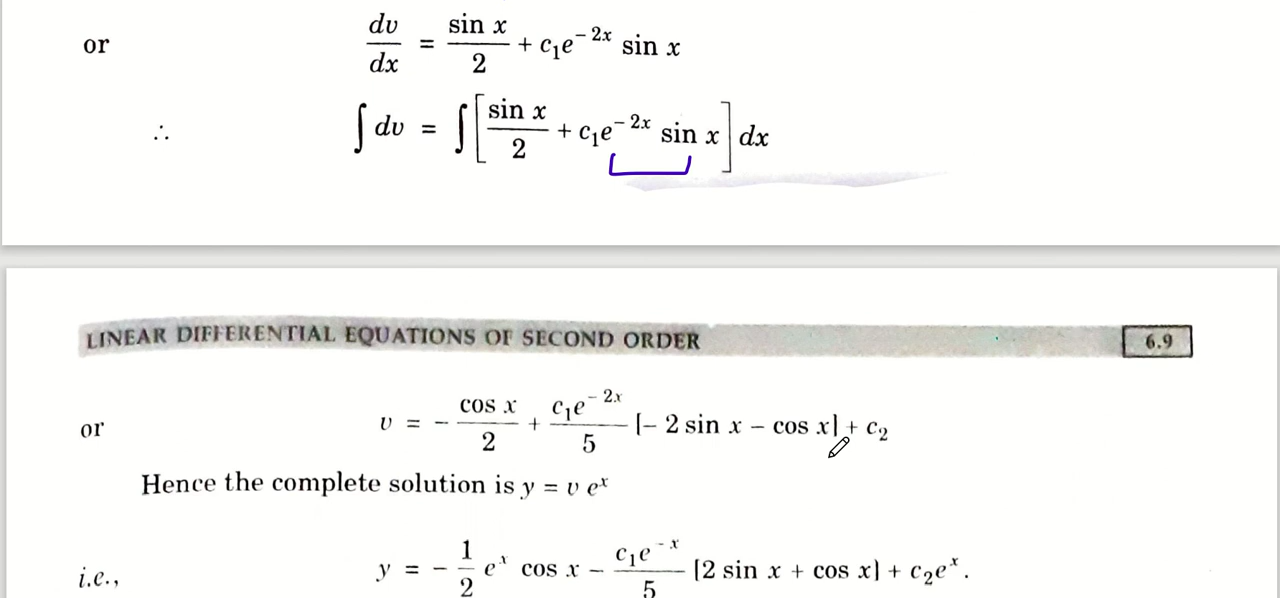 or dv/dx = sin x/2 + c₁e⁻²ˣ sin x
∴ ∫ dv = ∫ [sin x/2 + c₁e⁻²ˣ sin x] dx
LINEAR DIFFERENTIAL EQUATIONS OF SECOND ORDER 6.9
or v = − cos x/2 + c₁e⁻²ˣ/5 [− 2 sin x − cos x] + c₂
Hence the complete solution is y = v eˣ
i.e., y = − 1/2 eˣ cos x − c₁e⁻ˣ/5 [2 sin x + cos x] + c₂eˣ.